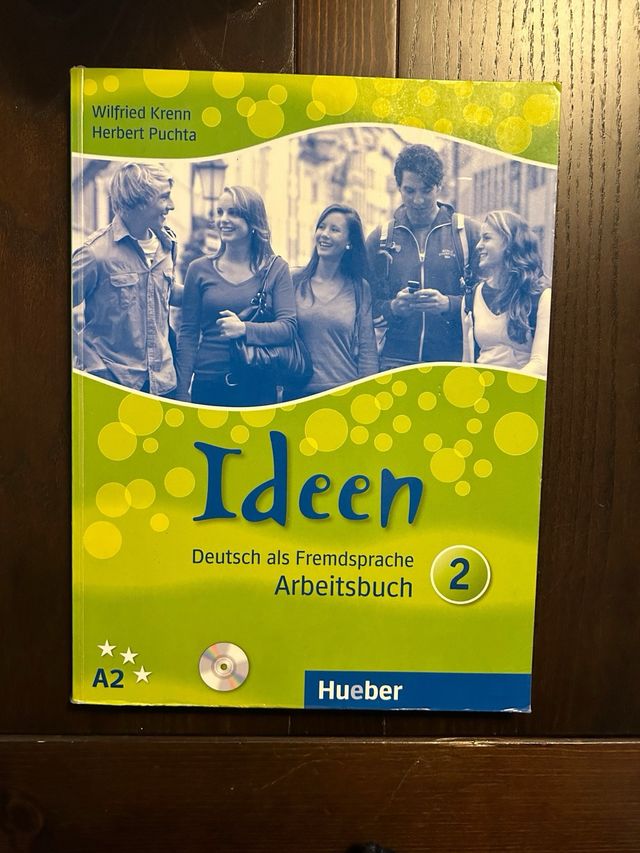 Wilfried Krenn
Herbert Puchta
Ideen
Deutsch als Fremdsprache
Arbeitsbuch
2
A2
Hueber